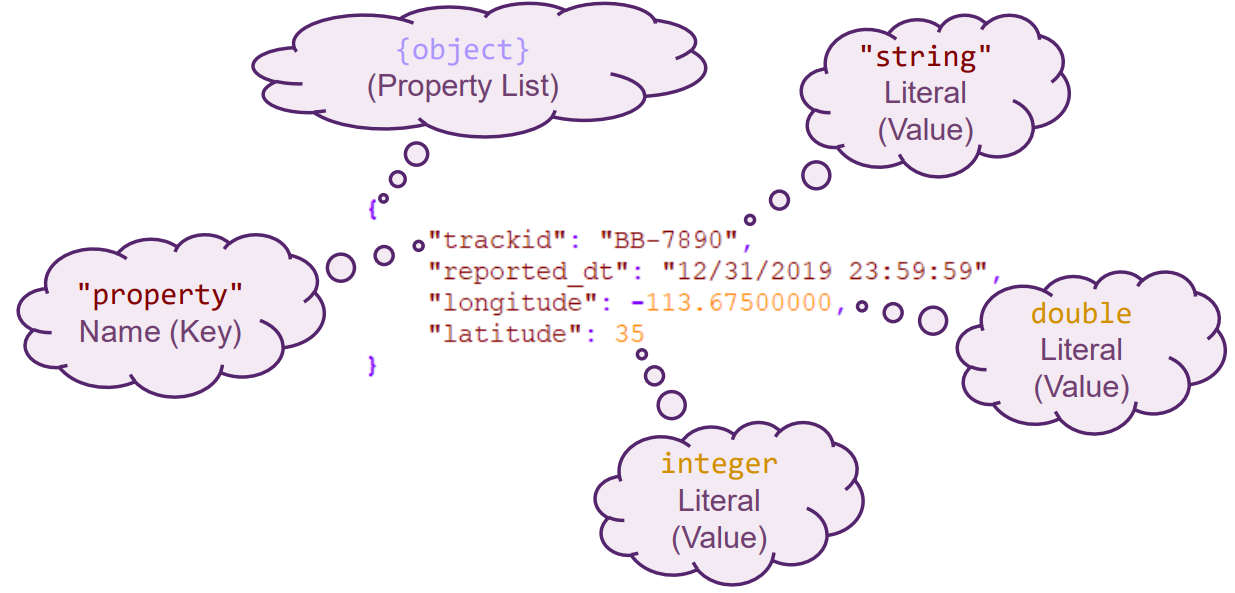 {object}
(Property List)
"string"
Literal
(Value)
{
"trackid": "BB-7890",
"reported_dt": "12/31/2019 23:59:59",
"longitude": -113.67500000,
"latitude": 35
}
"property"
Name (Key)
double
Literal
(Value)
integer
Literal
(Value)